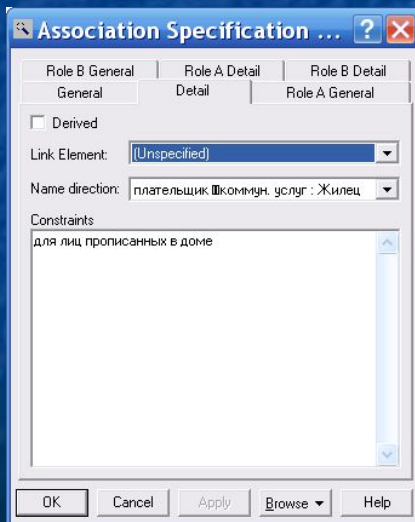 Association Specification ...
Role B General Role A Detail Role B Detail
General Detail Role A General
Derived
Link Element: (Unspecified)
Name direction: плательщик коммун. услуг : Жилец
Constraints
для лиц прописанных в доме
OK Cancel Apply Browse Help